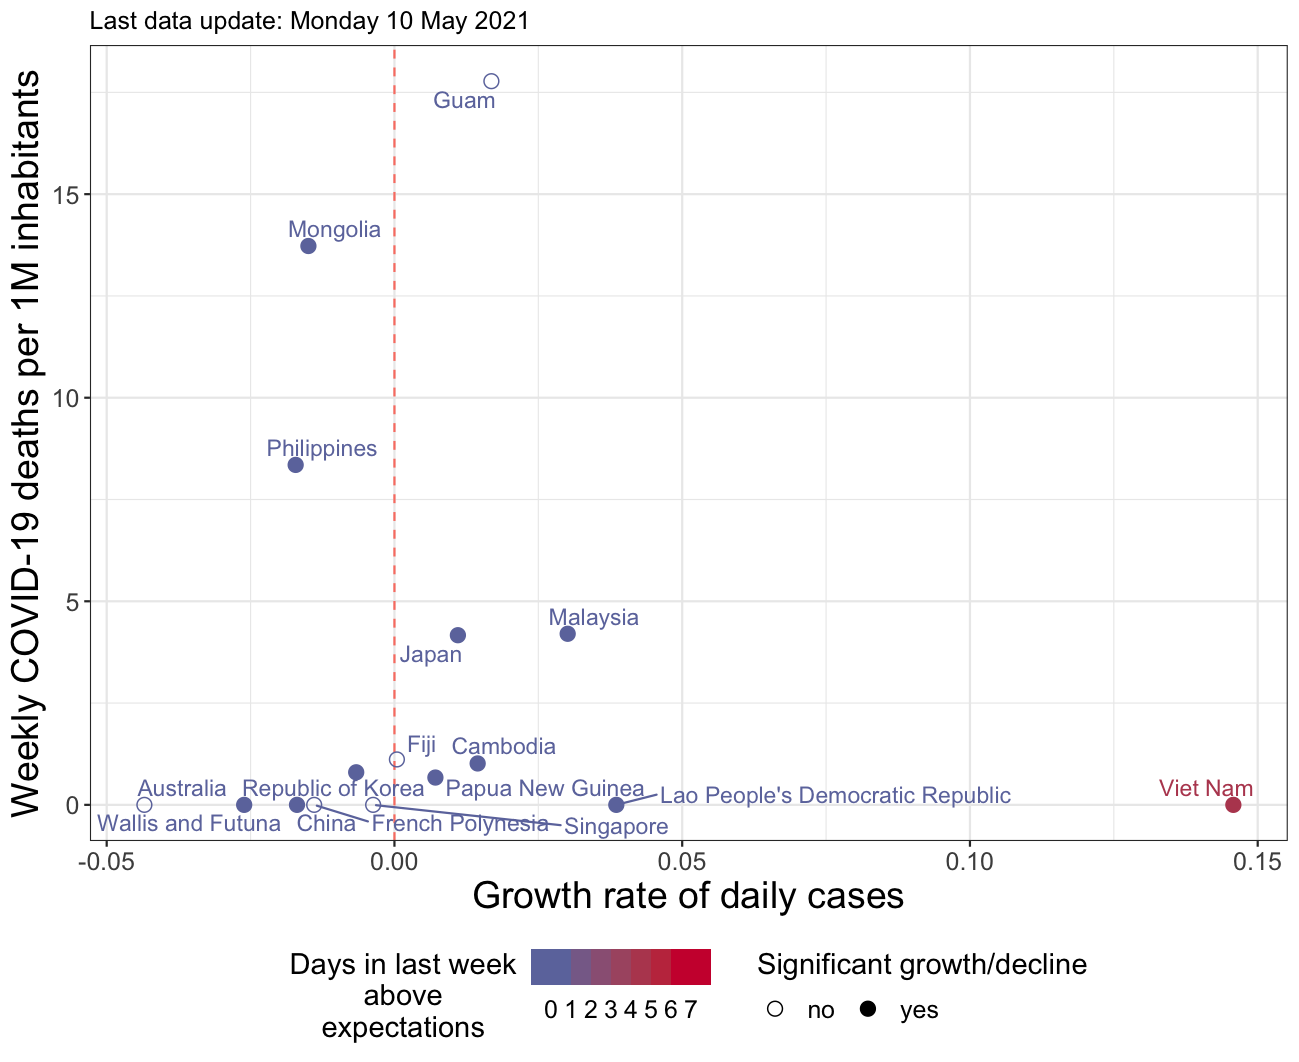 Last data update: Monday 10 May 2021
Weekly COVID-19 deaths per 1M inhabitants
15
10
5
0
Guam
Mongolia
Philippines
Malaysia
Japan
Fiji
Cambodia
Australia
Republic of Korea
Papua New Guinea
Lao People's Democratic Republic
Viet Nam
Wallis and Futuna
China
French Polynesia
Singapore
-0.05 0.00 0.05 0.10 0.15
Growth rate of daily cases
Days in last week
above
expectations
0 1 2 3 4 5 6 7
Significant growth/decline
no yes